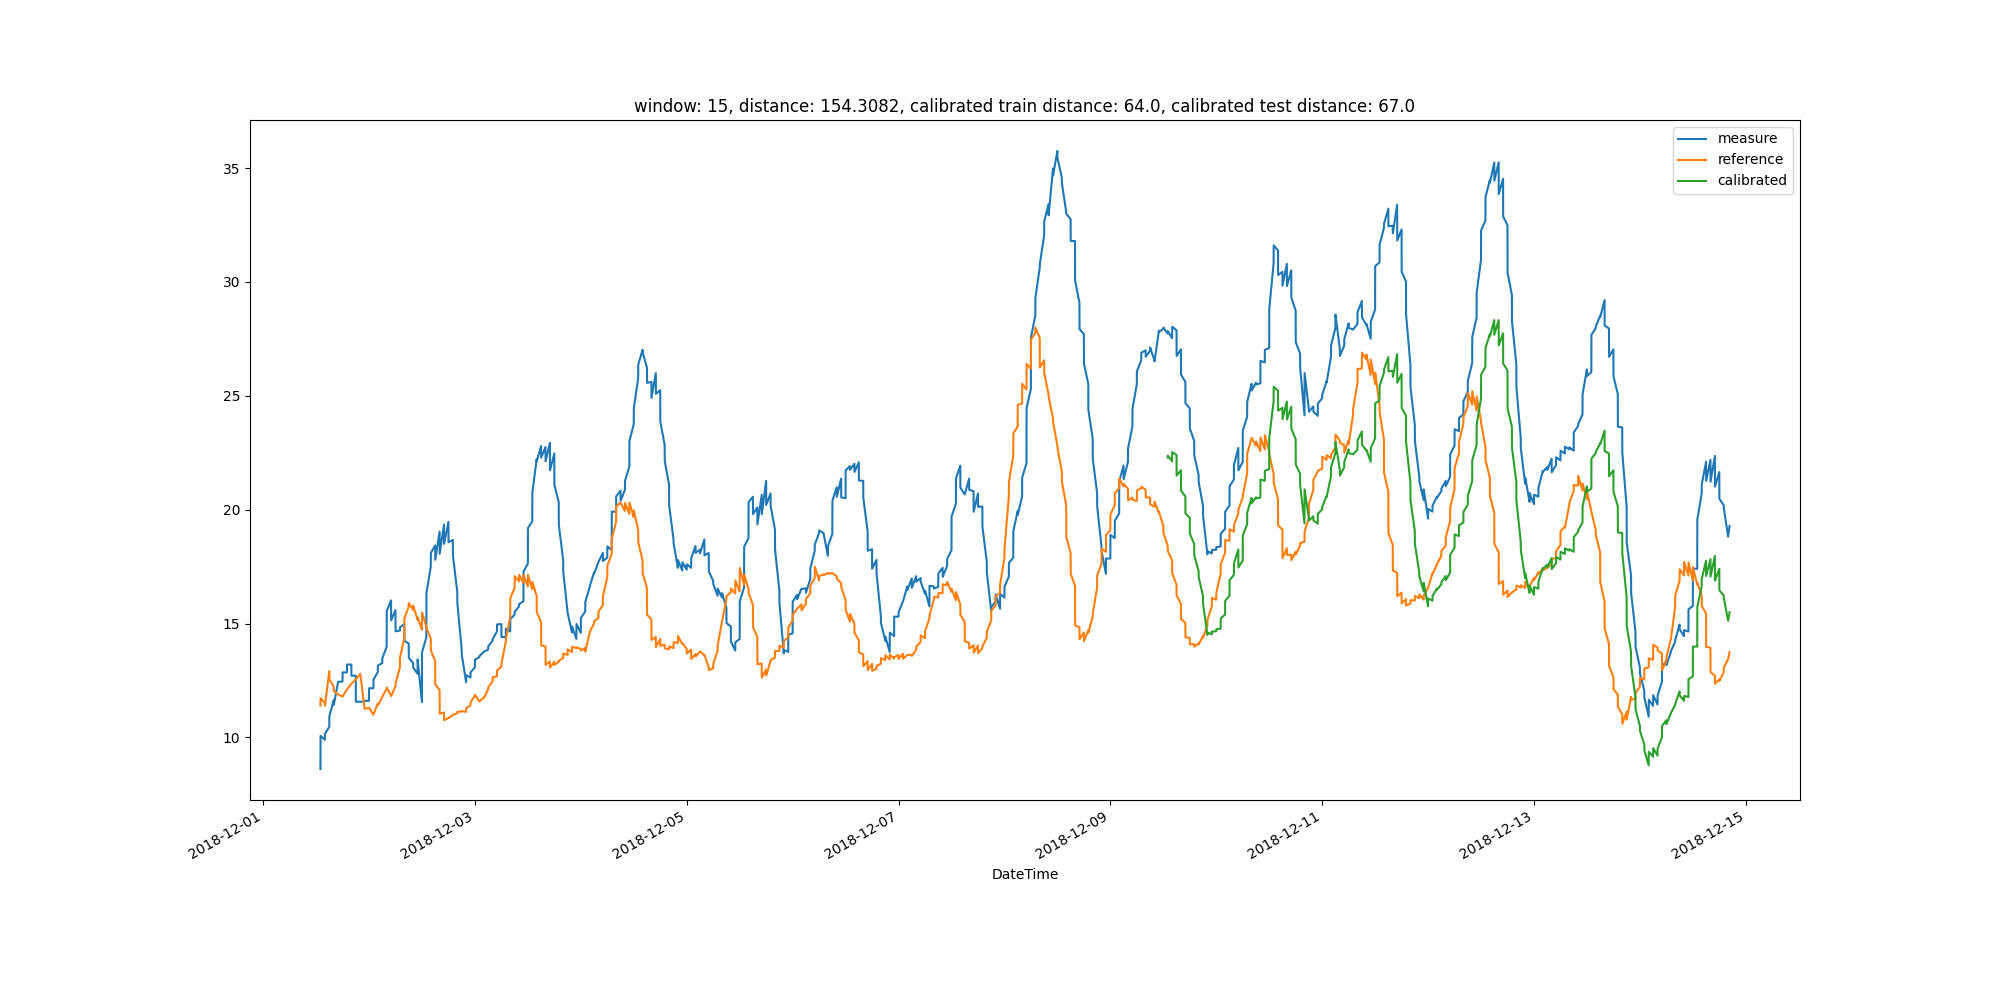 window: 15, distance: 154.3082, calibrated train distance: 64.0, calibrated test distance: 67.0
measure
reference
calibrated
35
30
25
20
15
10
2018-12-01
2018-12-03
2018-12-05
2018-12-07
2018-12-09
2018-12-11
2018-12-13
2018-12-15
DateTime